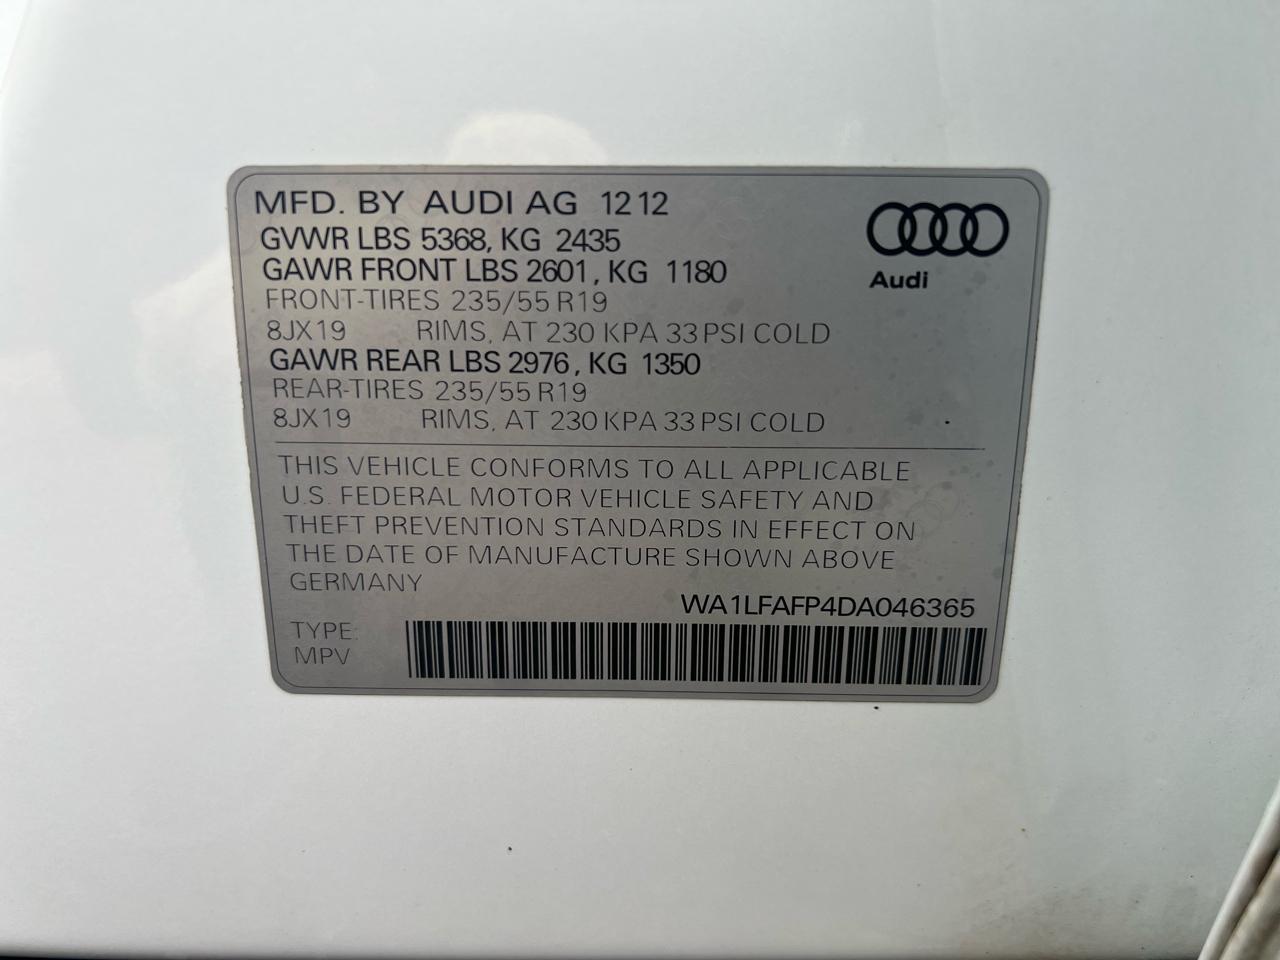 MFD. BY AUDI AG 12 12
GVWR LBS 5368, KG 2435
GAWR FRONT LBS 2601, KG 1180
FRONT-TIRES 235/55 R19
8JX19 RIMS, AT 230 KPA 33 PSI COLD
GAWR REAR LBS 2976, KG 1350
REAR-TIRES 235/55 R19
8JX19 RIMS, AT 230 KPA 33 PSI COLD
Audi
THIS VEHICLE CONFORMS TO ALL APPLICABLE
U.S. FEDERAL MOTOR VEHICLE SAFETY AND
THEFT PREVENTION STANDARDS IN EFFECT ON
THE DATE OF MANUFACTURE SHOWN ABOVE
GERMANY
WA1LFAFP4DA046365
TYPE:
MPV